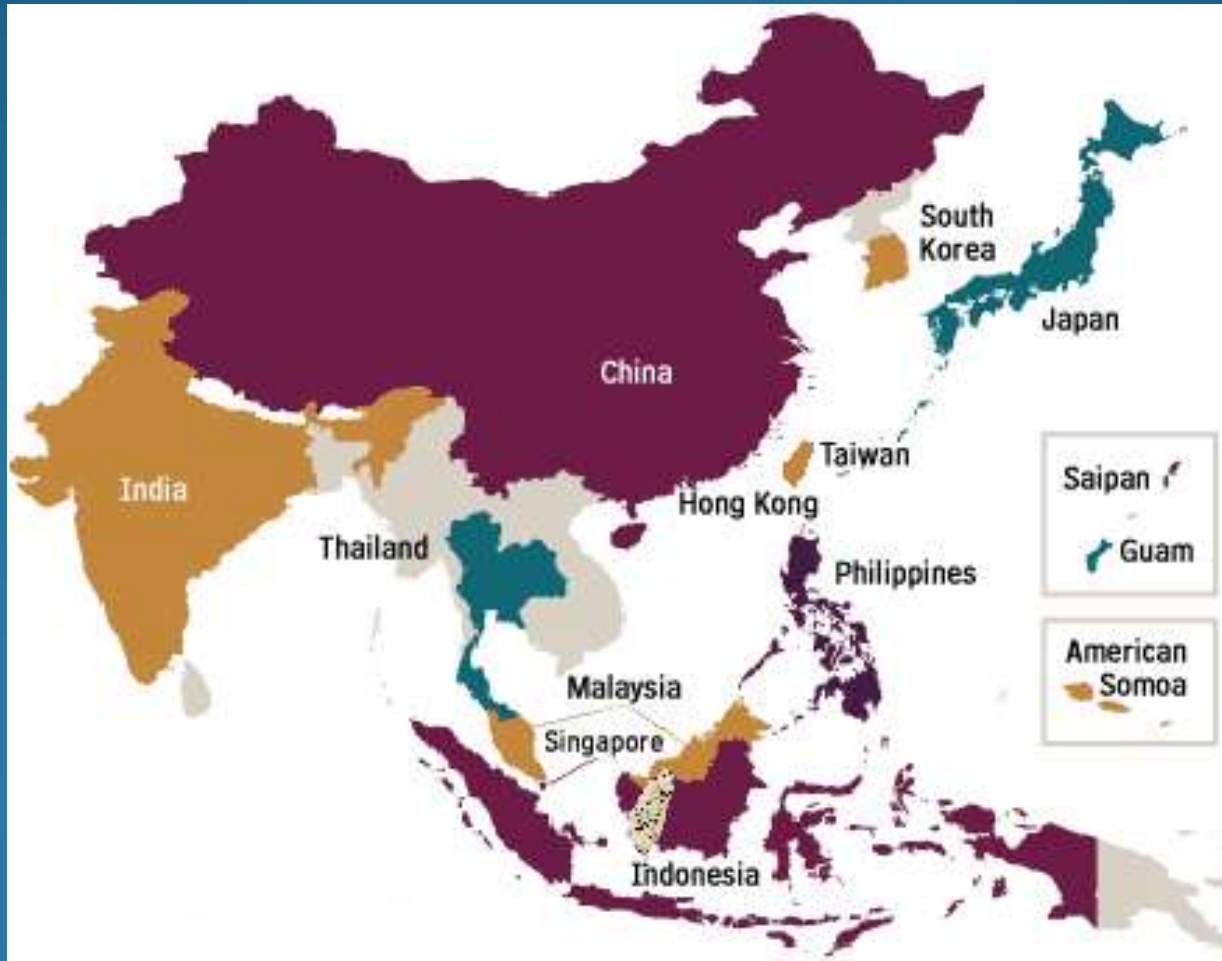 South
Korea
Japan
China
Taiwan
India
Saipan
Hong Kong
Thailand
Guam
Philippines
American
Somoa
Malaysia
Singapore
Indonesia